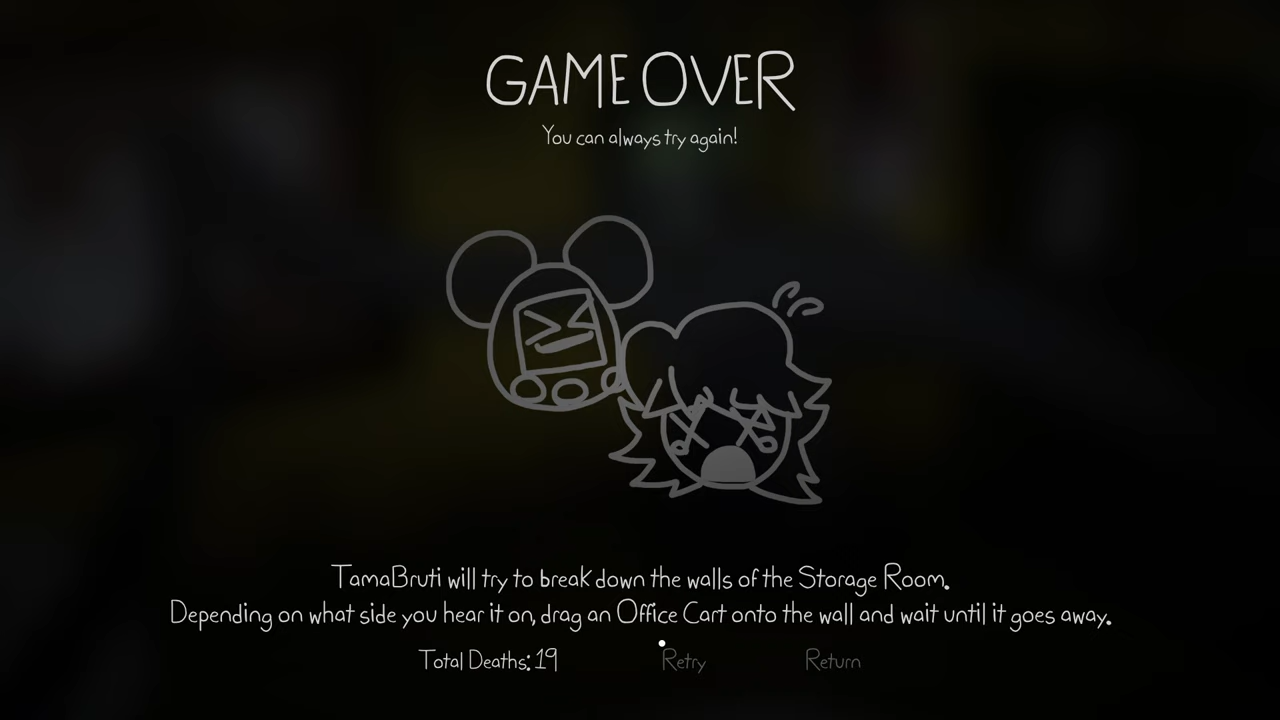 GAME OVER
You can always try again!
TamaBruti will try to break down the walls of the Storage Room.
Depending on what side you hear it on, drag an Office Cart onto the wall and wait until it goes away.
Total Deaths: 19 Retry Return